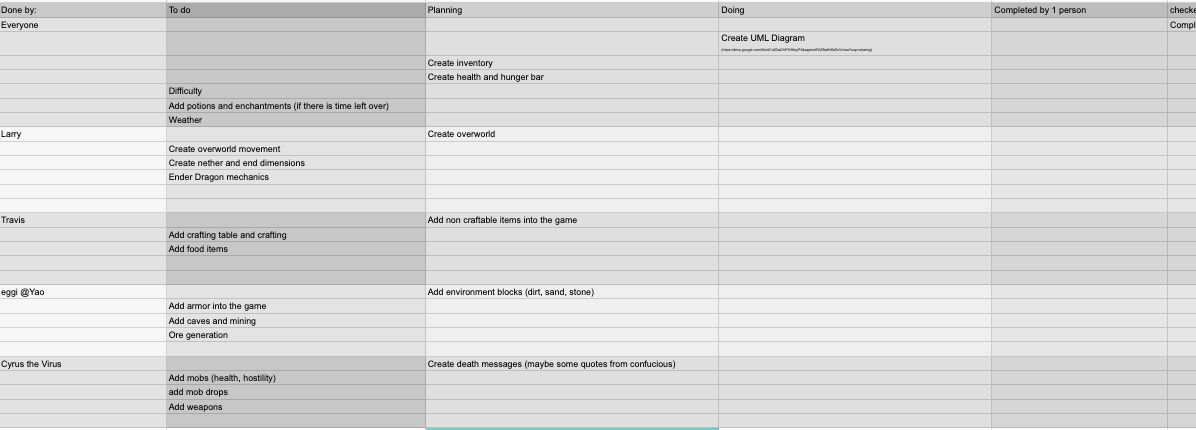 Done by: To do Planning Doing Completed by 1 person
Everyone
Create UML Diagram
Create inventory
Create health and hunger bar
Difficulty
Add potions and enchantments (if there is time left over)
Weather
Larry Create overworld
Create overworld movement
Create nether and end dimensions
Ender Dragon mechanics
Travis Add non craftable items into the game
Add crafting table and crafting
Add food items
eggi @Yao Add environment blocks (dirt, sand, stone)
Add armor into the game
Add caves and mining
Ore generation
Cyrus the Virus Create death messages (maybe some quotes from confucious)
Add mobs (health, hostility)
add mob drops
Add weapons